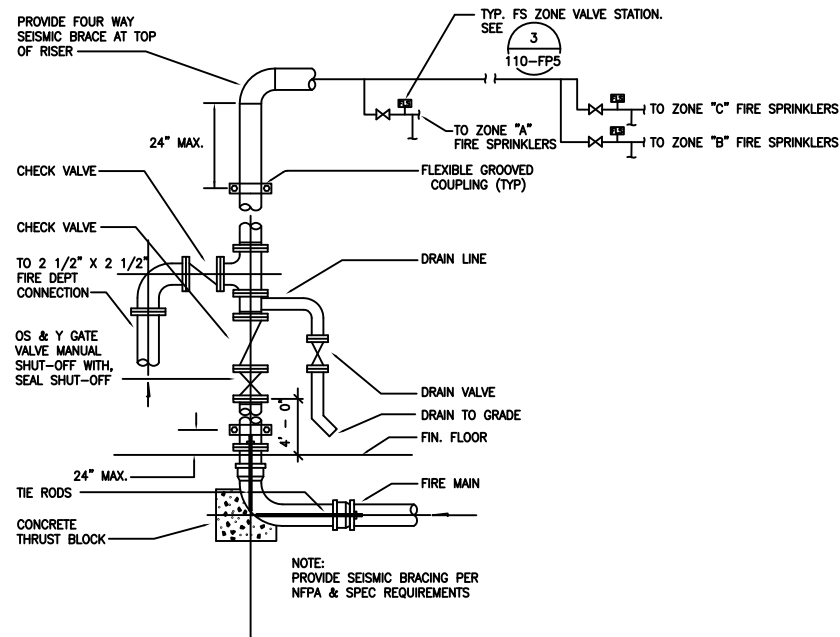 PROVIDE FOUR WAY
SEISMIC BRACE AT TOP
OF RISER
TYP. FS ZONE VALVE STATION.
SEE
3
110-FP5
24" MAX.
FLS
TO ZONE "A"
FIRE SPRINKLERS
FLS
TO ZONE "C" FIRE SPRINKLERS
FLS
TO ZONE "B" FIRE SPRINKLERS
CHECK VALVE
FLEXIBLE GROOVED
COUPLING (TYP)
CHECK VALVE
TO 2 1/2" X 2 1/2"
FIRE DEPT
CONNECTION
DRAIN LINE
OS & Y GATE
VALVE MANUAL
SHUT-OFF WITH,
SEAL SHUT-OFF
DRAIN VALVE
DRAIN TO GRADE
4' - 0"
FIN. FLOOR
24" MAX.
TIE RODS
FIRE MAIN
CONCRETE
THRUST BLOCK
NOTE:
PROVIDE SEISMIC BRACING PER
NFPA & SPEC REQUIREMENTS